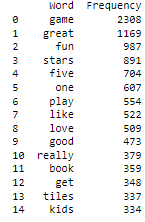 Word Frequency
0 game 2308
1 great 1169
2 fun 987
3 stars 891
4 five 704
5 one 607
6 play 554
7 like 522
8 love 509
9 good 473
10 really 379
11 book 359
12 get 348
13 tiles 337
14 kids 334